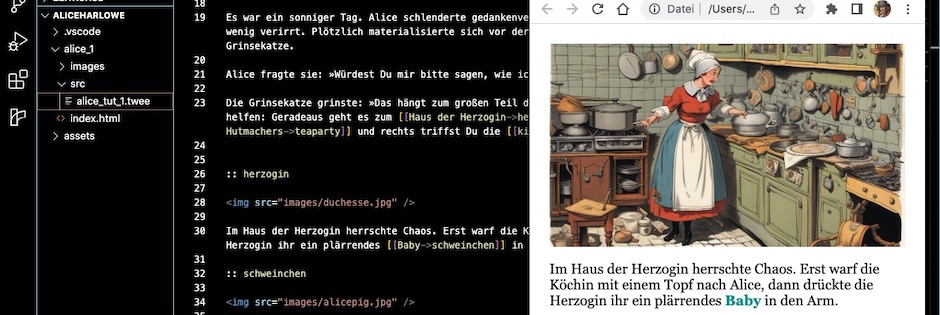 ALICEHARLOWE
.vscode
alice_1
images
src
alice_tut_1.twee
index.html
assets
18
19 Es war ein sonniger Tag. Alice schlenderte gedankenve
wenig verirrt. Plötzlich materialisierte sich vor der
Grinsekatze.
20
21 Alice fragte sie: »Würdest Du mir bitte sagen, wie ic
22
23 Die Grinsekatze grinste: »Das hängt zum großen Teil d
helfen: Geradeaus geht es zum [[Haus der Herzogin->he
Hutmachers->teaparty]] und rechts triffst Du die [[ki
24
25
26 :: herzogin
27
28 <img src="images/duchesse.jpg" />
29
30 Im Haus der Herzogin herrschte Chaos. Erst warf die K
Herzogin ihr ein plärrendes [[Baby->schweinchen]] in
31
32 :: schweinchen
33
34 <img src="images/alicepig.jpg" />
35
Datei
/Users/...
Im Haus der Herzogin herrschte Chaos. Erst warf die
Köchin mit einem Topf nach Alice, dann drückte die
Herzogin ihr ein plärrendes Baby in den Arm.